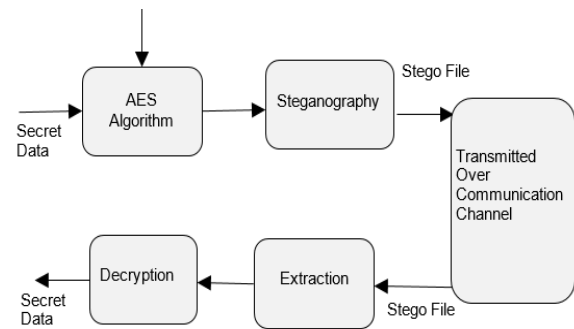 AES
Algorithm
Steganography
Stego File
Secret
Data
Transmitted
Over
Communication
Channel
Decryption
Extraction
Stego File
Secret
Data